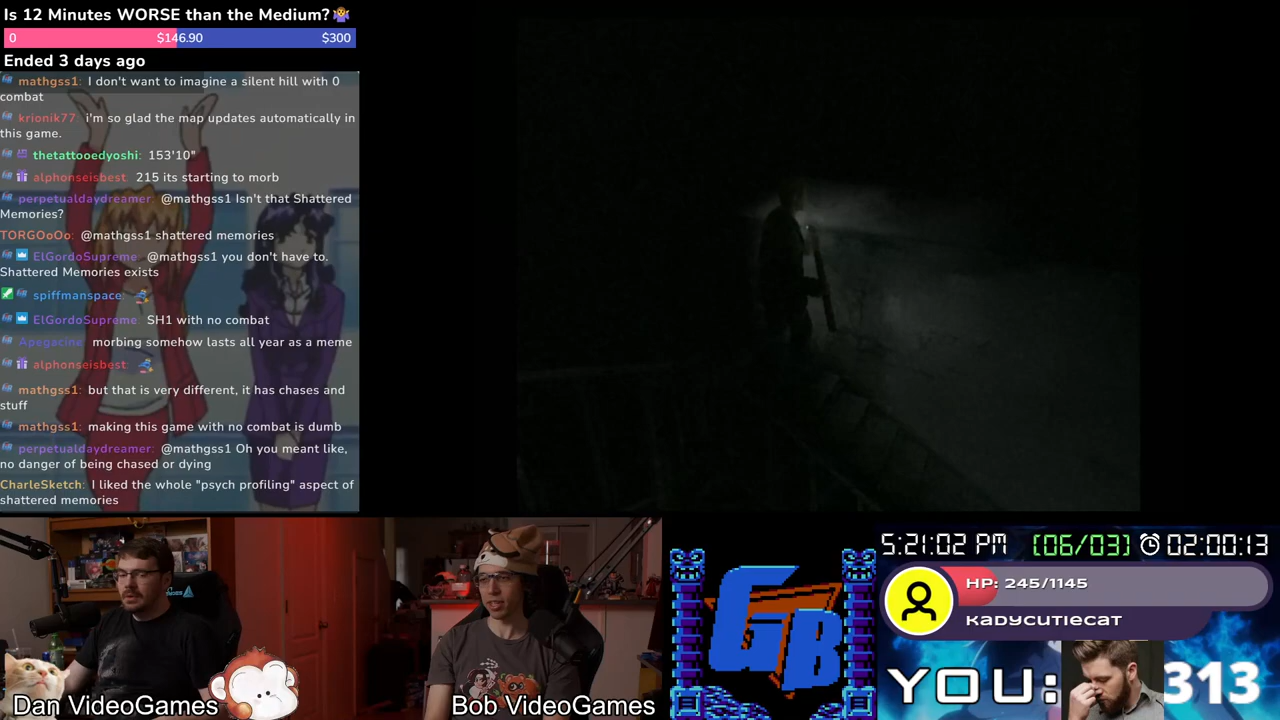 Is 12 Minutes WORSE than the Medium?🤷‍♀️
0 $146.90 $300
Ended 3 days ago
mathgss1: I don't want to imagine a silent hill with 0
combat
krionik77: i'm so glad the map updates automatically in
this game.
thetattooedyoshi: 153'10"
alphonseisbest: 215 its starting to morb
perpetualdaydreamer: @mathgss1 Isn't that Shattered
Memories?
TORGOoOo: @mathgss1 shattered memories
ElGordoSupreme: @mathgss1 you don't have to.
Shattered Memories exists
spiffmanspace:
ElGordoSupreme: SH1 with no combat
Apegacine: morbing somehow lasts all year as a meme
alphonseisbest:
mathgss1: but that is very different, it has chases and
stuff
mathgss1: making this game with no combat is dumb
perpetualdaydreamer: @mathgss1 Oh you meant like,
no danger of being chased or dying
CharleSketch: I liked the whole "psych profiling" aspect of
shattered memories
Dan VideoGames
Bob VideoGames
GB
5:21:02 PM [06/03] 02:00:13
HP: 245/1145
KADYCUTIECAT
YOU: 313